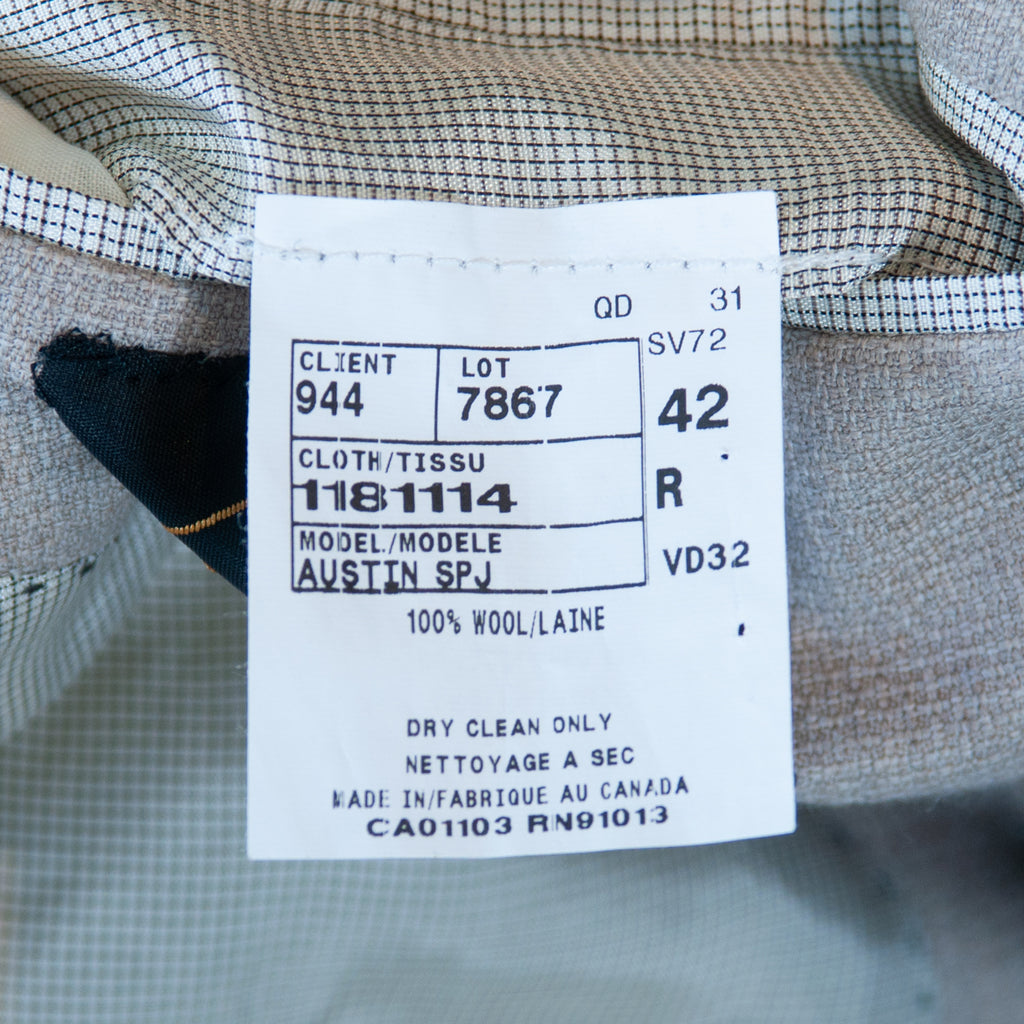 QD 31
SV72
CLIENT LOT
944 7867
42
CLOTH/TISSU
1181114
R
MODEL/MODELE
AUSTIN SPJ
VD32
100% WOOL/LAINE
DRY CLEAN ONLY
NETTOYAGE A SEC
MADE IN/FABRIQUE AU CANADA
CA01103 RN91013